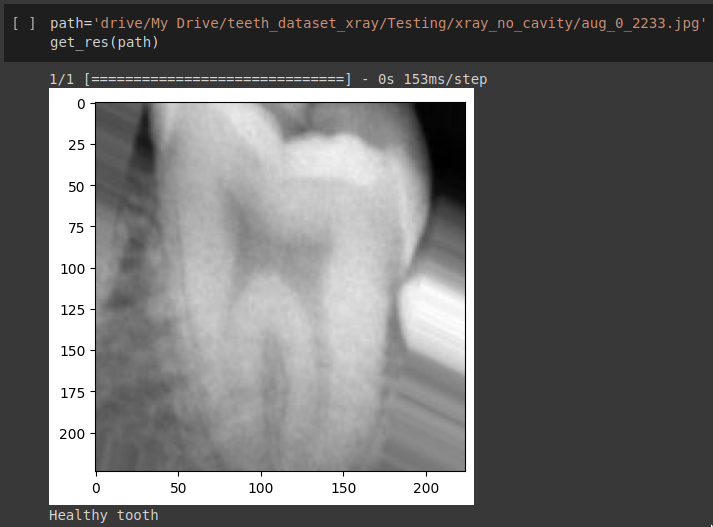 [ ] path='drive/My Drive/teeth_dataset_xray/Testing/xray_no_cavity/aug_0_2233.jpg'
get_res(path)
1/1 [==============================] - 0s 153ms/step
0
25
50
75
100
125
150
175
200
0 50 100 150 200
Healthy tooth